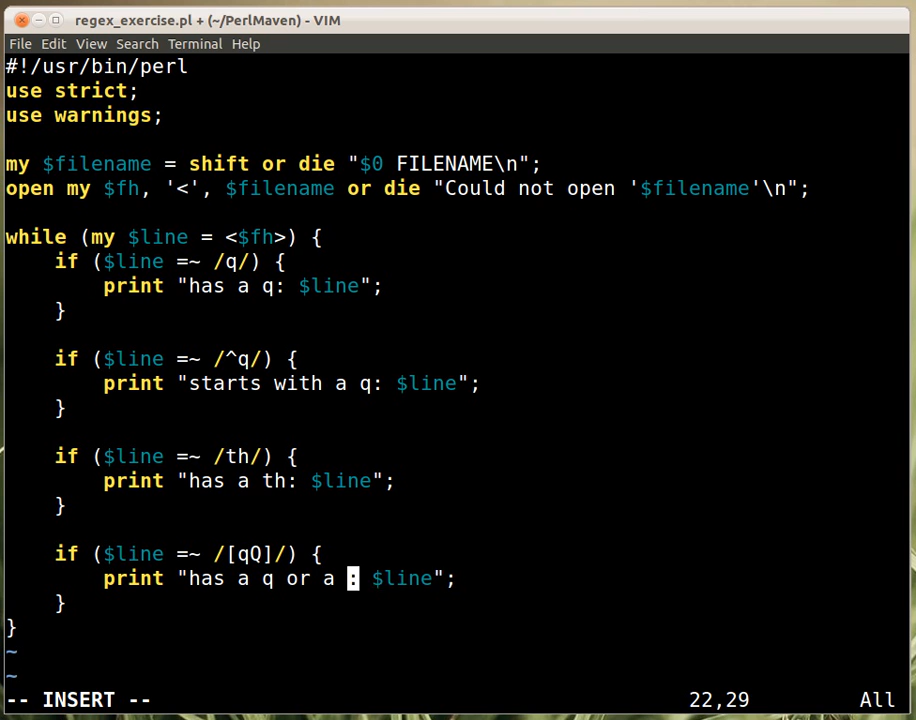 regex_exercise.pl + (~/PerlMaven) - VIM
File Edit View Search Terminal Help
#!/usr/bin/perl
use strict;
use warnings;

my $filename = shift or die "$0 FILENAME\n";
open my $fh, '<', $filename or die "Could not open '$filename'\n";

while (my $line = <$fh>) {
    if ($line =~ /q/) {
        print "has a q: $line";
    }

    if ($line =~ /^q/) {
        print "starts with a q: $line";
    }

    if ($line =~ /th/) {
        print "has a th: $line";
    }

    if ($line =~ /[qQ]/) {
        print "has a q or a : $line";
    }
}
~
~
-- INSERT -- 22,29 All